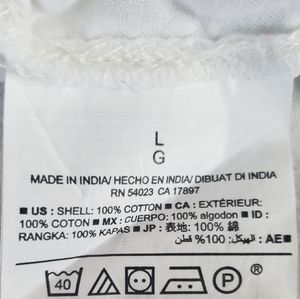 L
G
MADE IN INDIA/ HECHO EN INDIA/ DIBUAT DI INDIA
RN 54023 CA 17897
■ US : SHELL: 100% COTTON ■ CA : EXTÉRIEUR:
100% COTON ■ MX : CUERPO: 100% algodon ■ ID :
RANGKA: 100% KAPAS ■ JP : 表地: 100% 綿
■ AE : الهيكل: 100% قطن
40 P ®